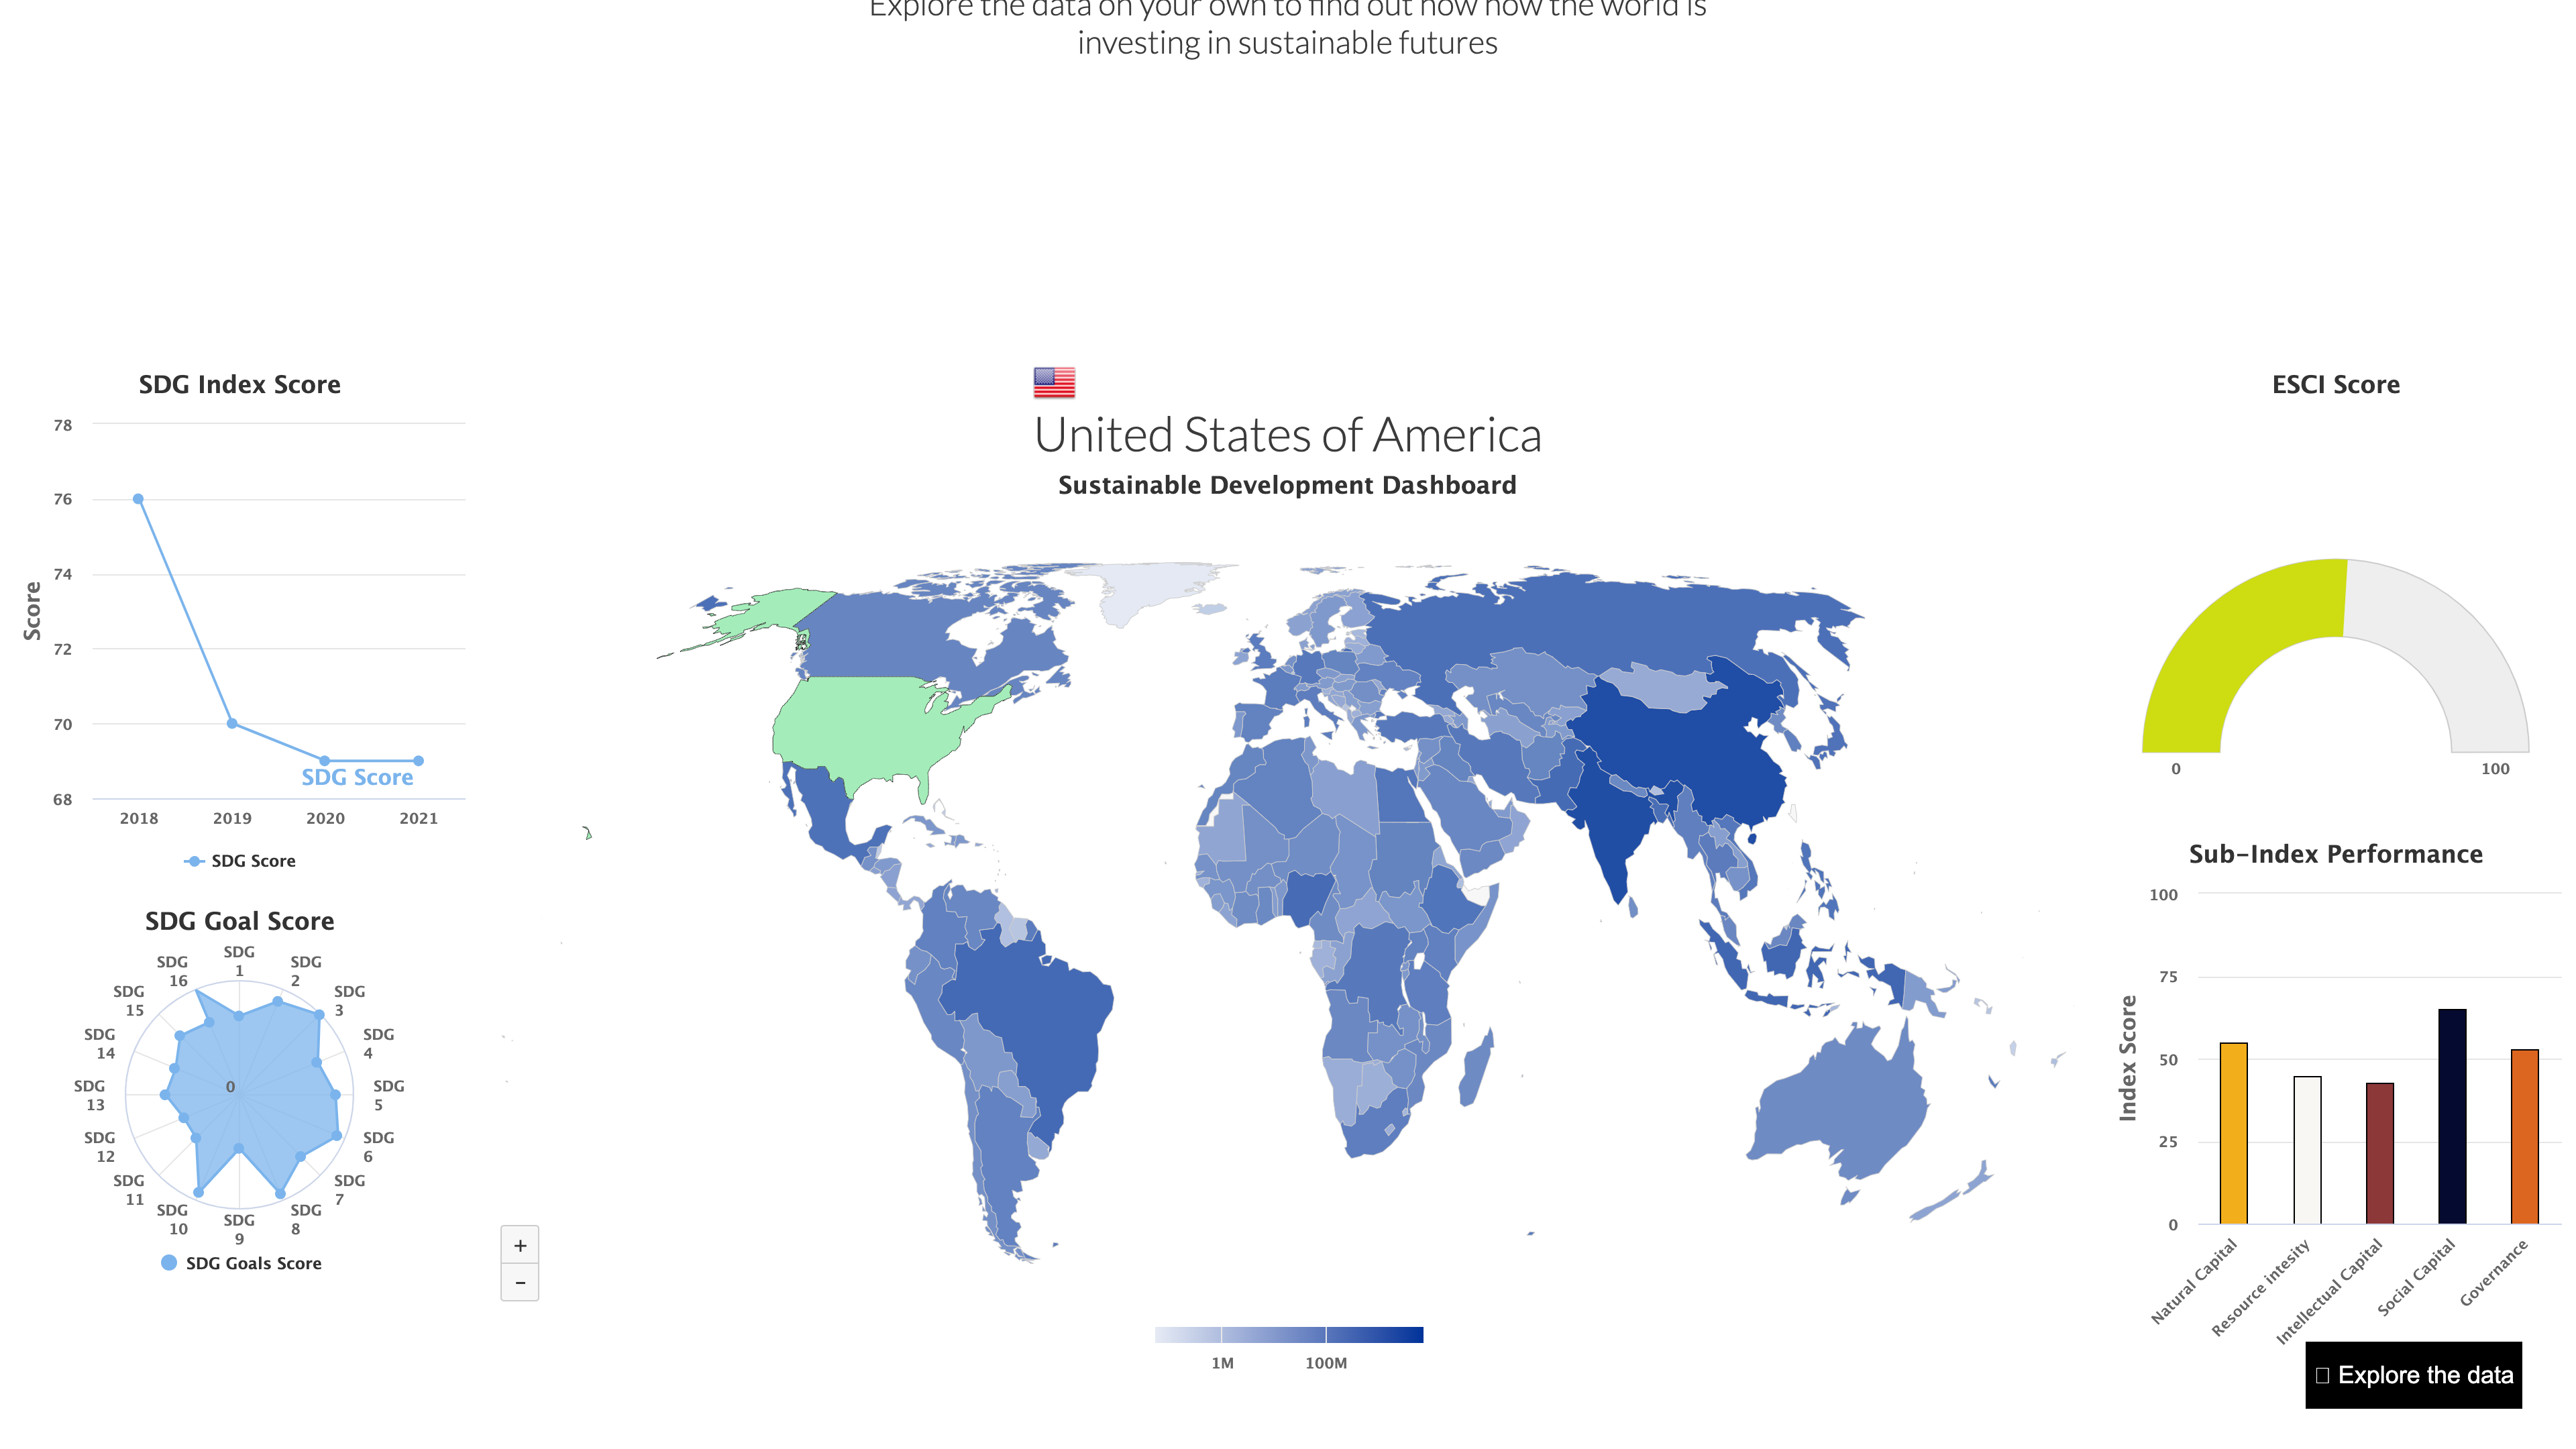 Explore the data on your own to find out how how the world is
investing in sustainable futures
SDG Index Score
78
76
74
72
70
68
Score
SDG Score
2018
2019
2020
2021
SDG Score
SDG Goal Score
SDG
1
SDG
2
SDG
3
SDG
4
SDG
5
SDG
6
SDG
7
SDG
8
SDG
9
SDG
10
SDG
11
SDG
12
SDG
13
SDG
14
SDG
15
SDG
16
0
SDG Goals Score
United States of America
Sustainable Development Dashboard
+
−
1M
100M
ESCI Score
0
100
Sub-Index Performance
100
75
50
25
0
Index Score
Natural Capital
Resource intesity
Intellectual Capital
Social Capital
Governance
Explore the data